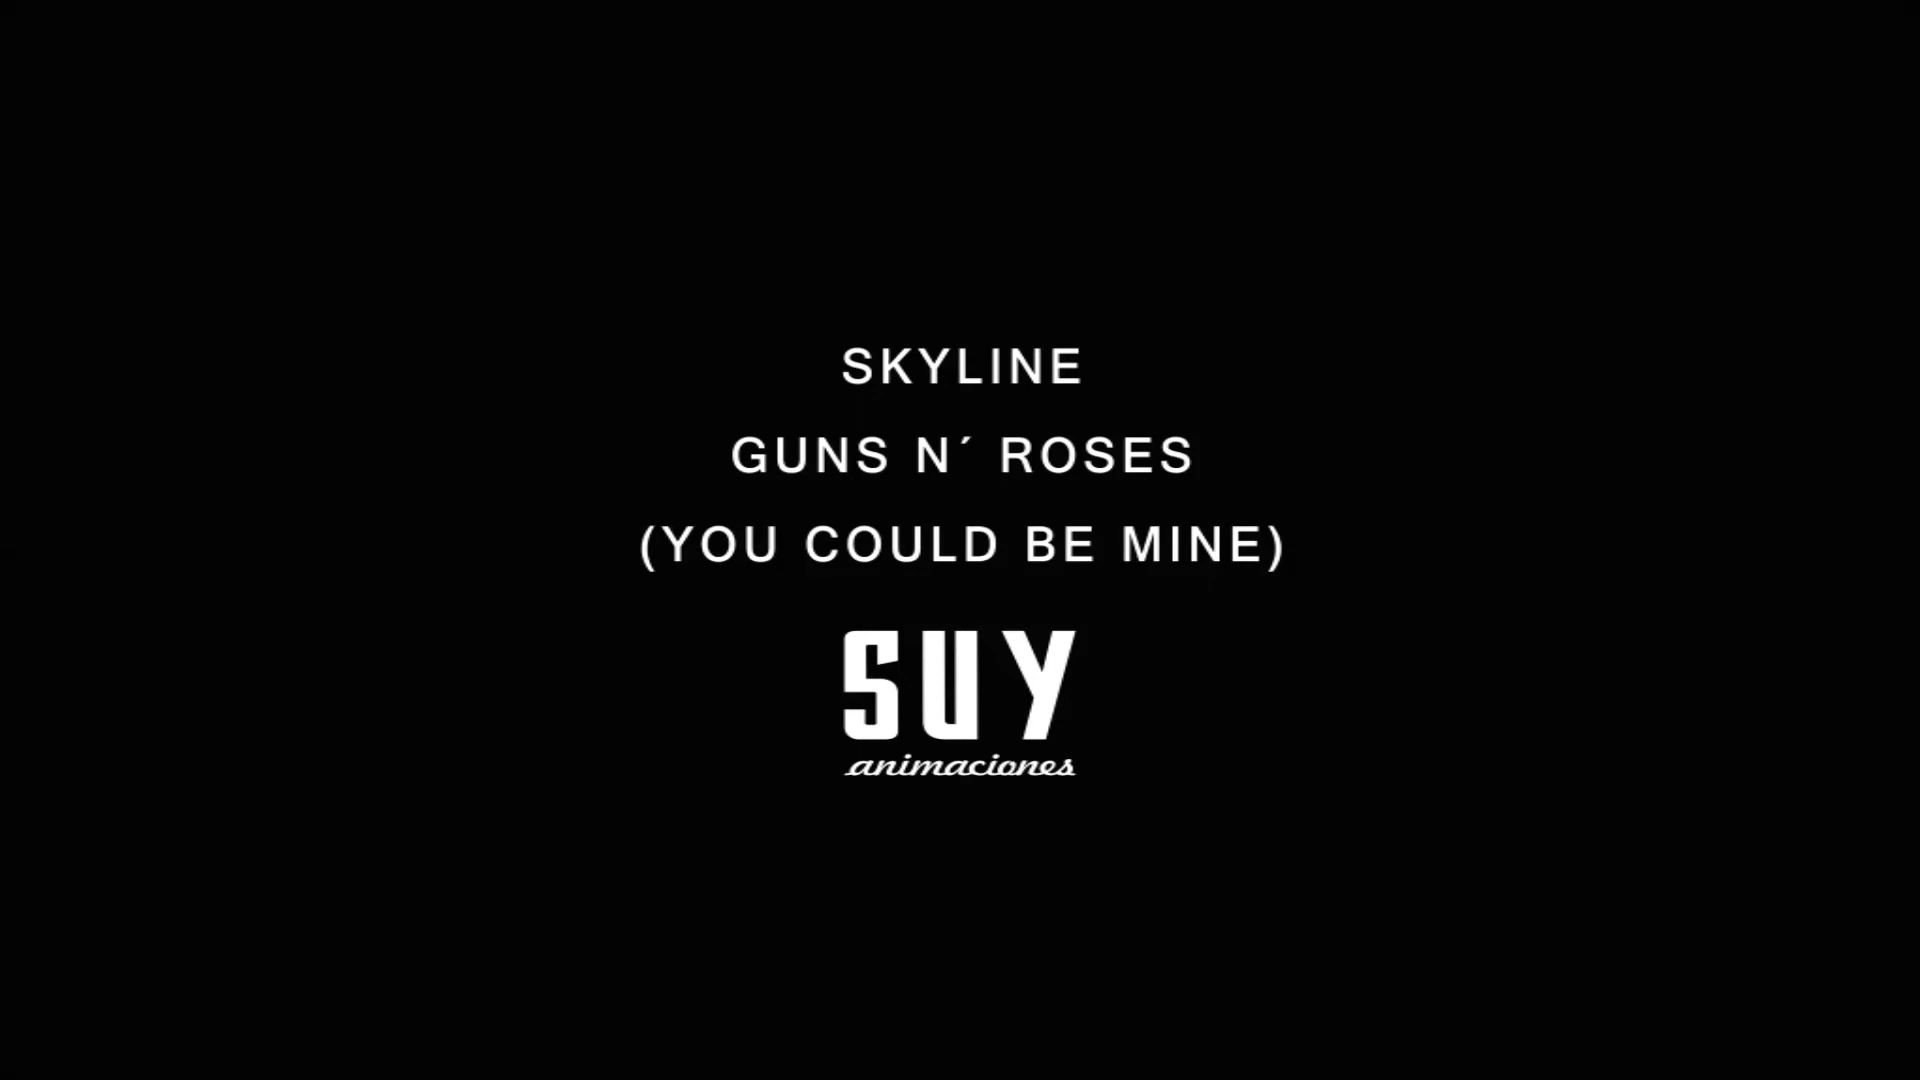 SKYLINE
GUNS N´ ROSES
(YOU COULD BE MINE)
SUY
animaciones